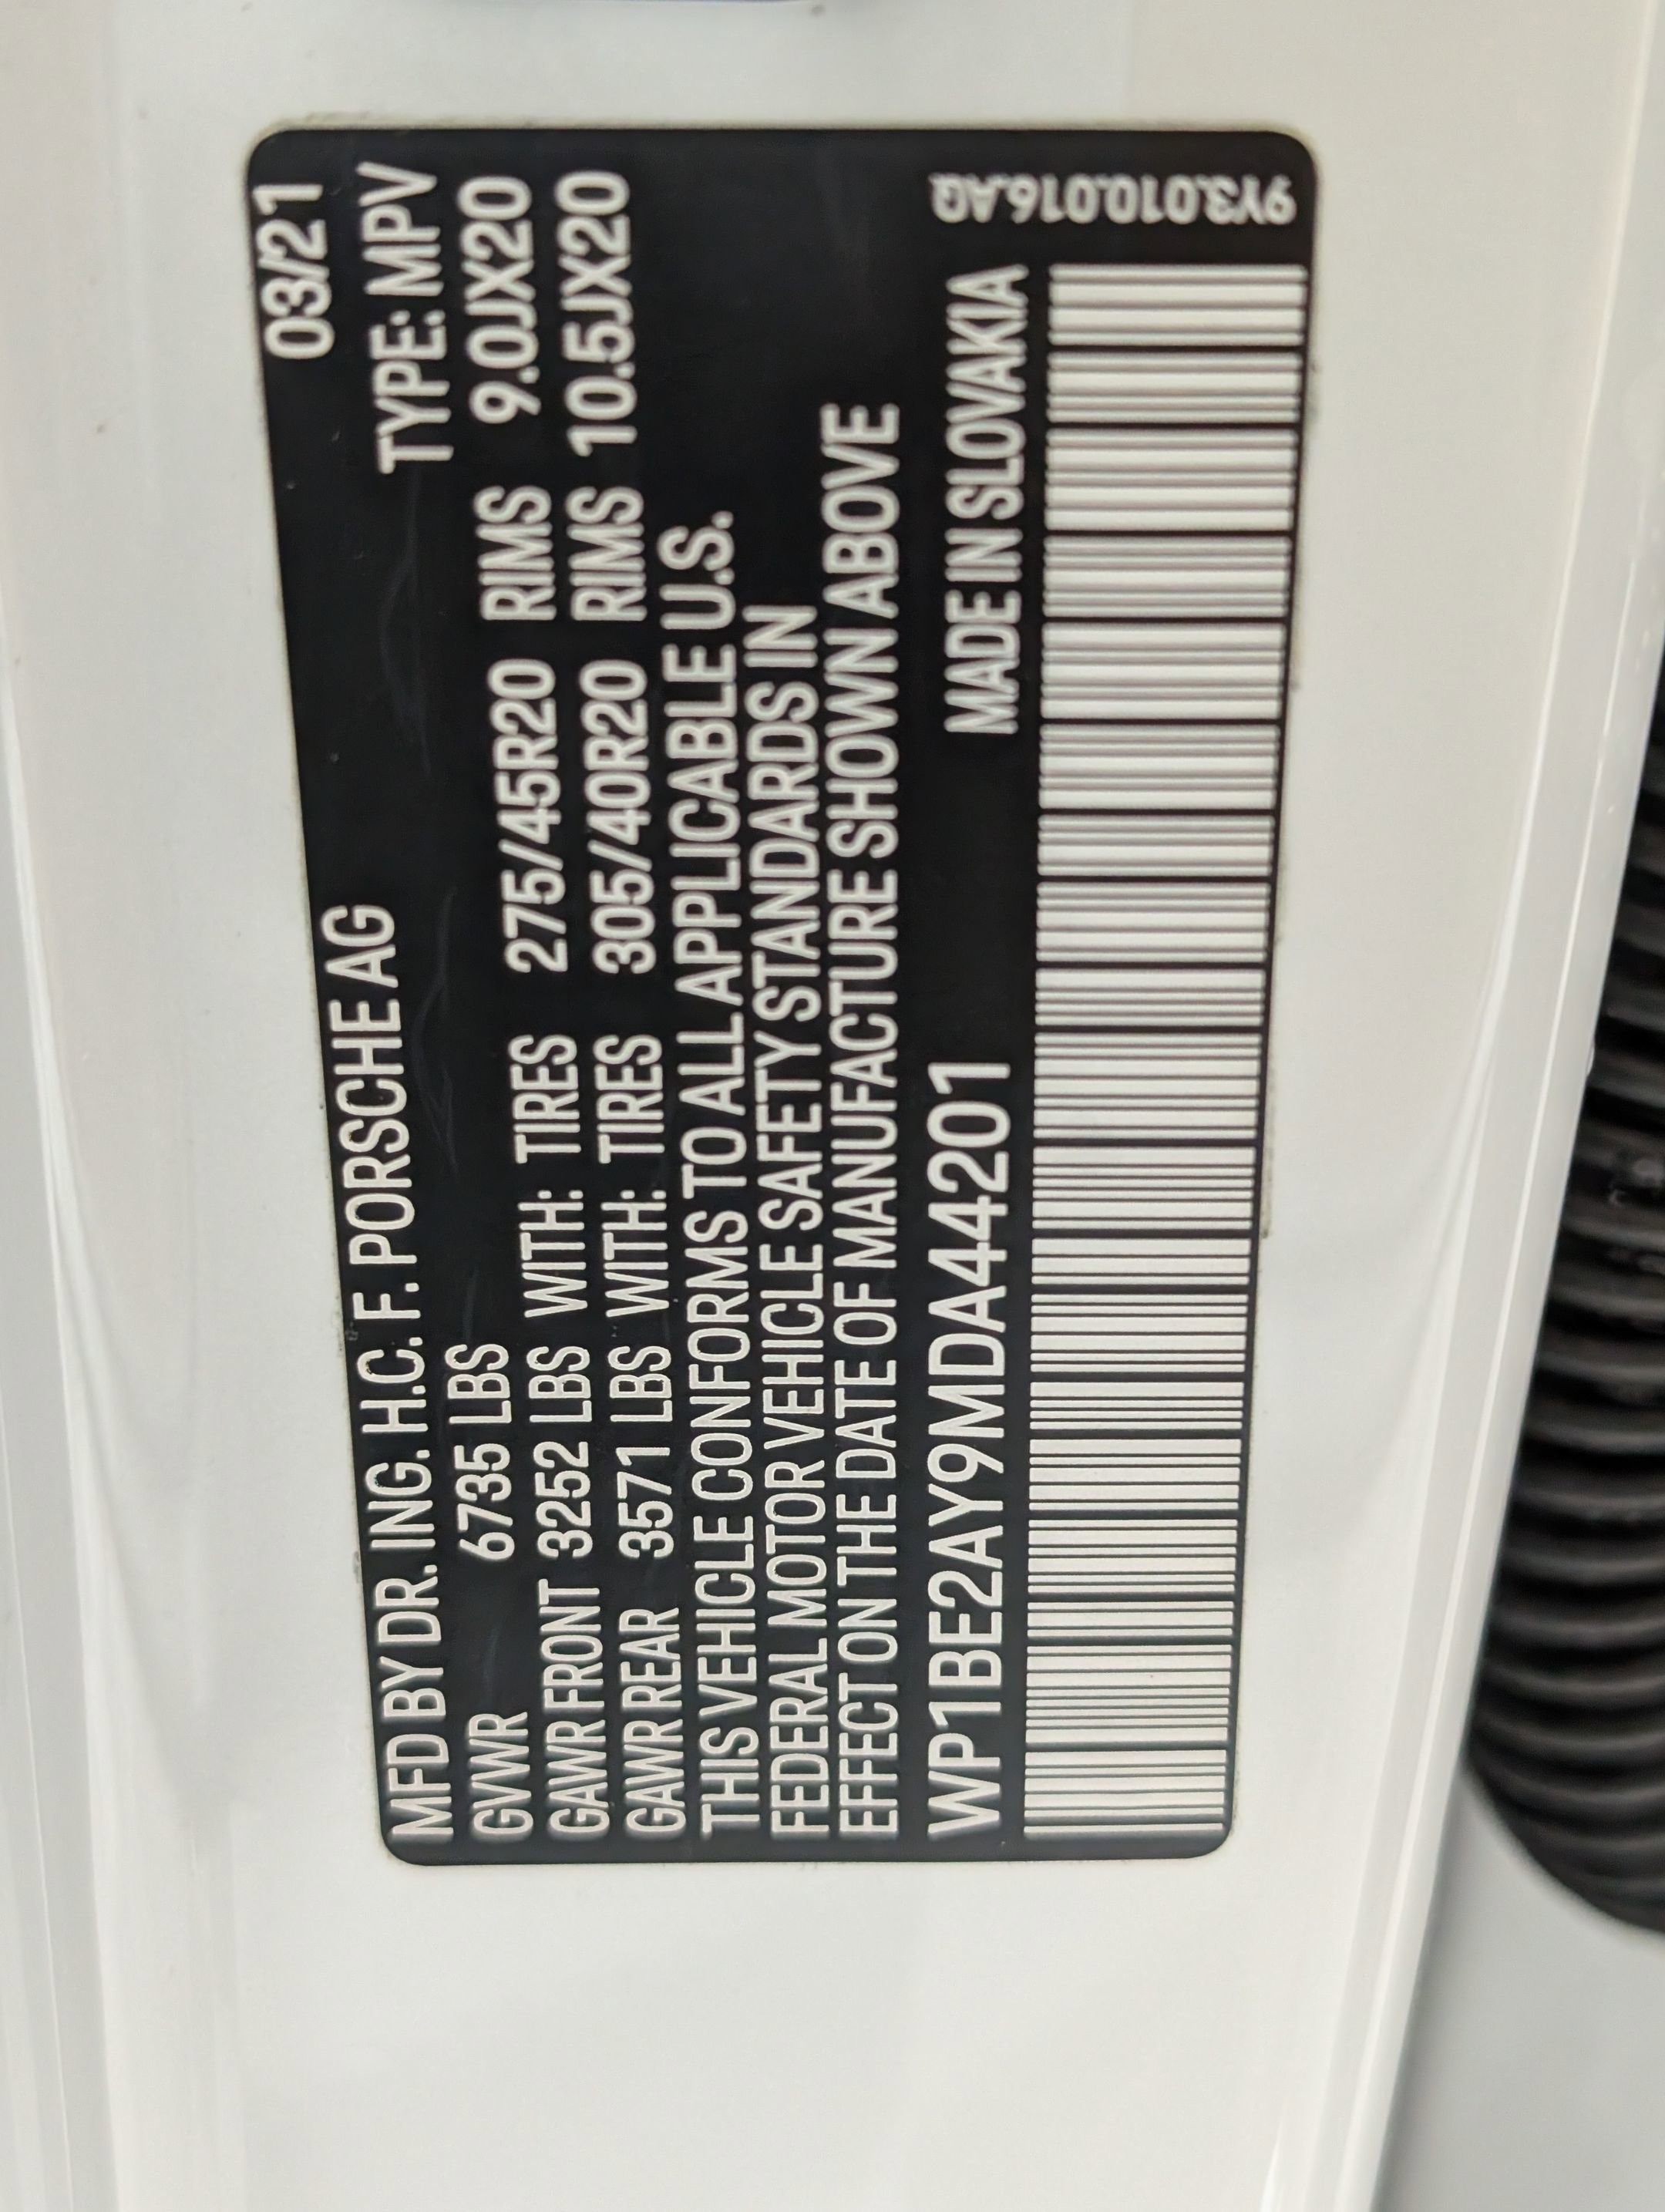 MFD BY DR. ING. H.C. F. PORSCHE AG 03/21
GVWR 6735 LBS TYPE: MPV
GAWR FRONT 3252 LBS WITH: TIRES 275/45R20 RIMS 9.0JX20
GAWR REAR 3571 LBS WITH: TIRES 305/40R20 RIMS 10.5JX20
THIS VEHICLE CONFORMS TO ALL APPLICABLE U.S.
FEDERAL MOTOR VEHICLE SAFETY STANDARDS IN
EFFECT ON THE DATE OF MANUFACTURE SHOWN ABOVE
WP1BE2AY9MDA44201 MADE IN SLOVAKIA
9Y3.010.016.AQ